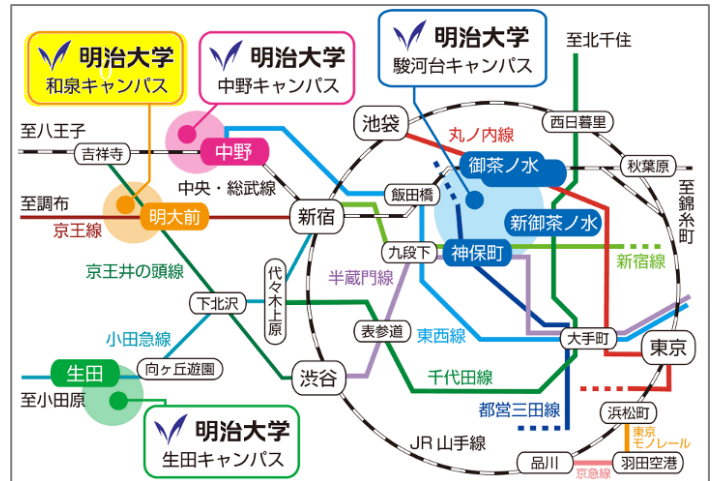 明治大学
和泉キャンパス
明治大学
中野キャンパス
明治大学
駿河台キャンパス
至北千住
至八王子
吉祥寺
中野
池袋
丸ノ内線
西日暮里
中央・総武線
飯田橋
御茶ノ水
秋葉原
至錦糸町
至調布
京王線
明大前
新宿
新御茶ノ水
九段下
神保町
新宿線
京王井の頭線
代々木上原
半蔵門線
下北沢
小田急線
表参道
東西線
大手町
東京
生田
向ヶ丘遊園
渋谷
千代田線
至小田原
都営三田線
浜松町
明治大学
生田キャンパス
JR山手線
東京
モノレール
品川
京急線
羽田空港